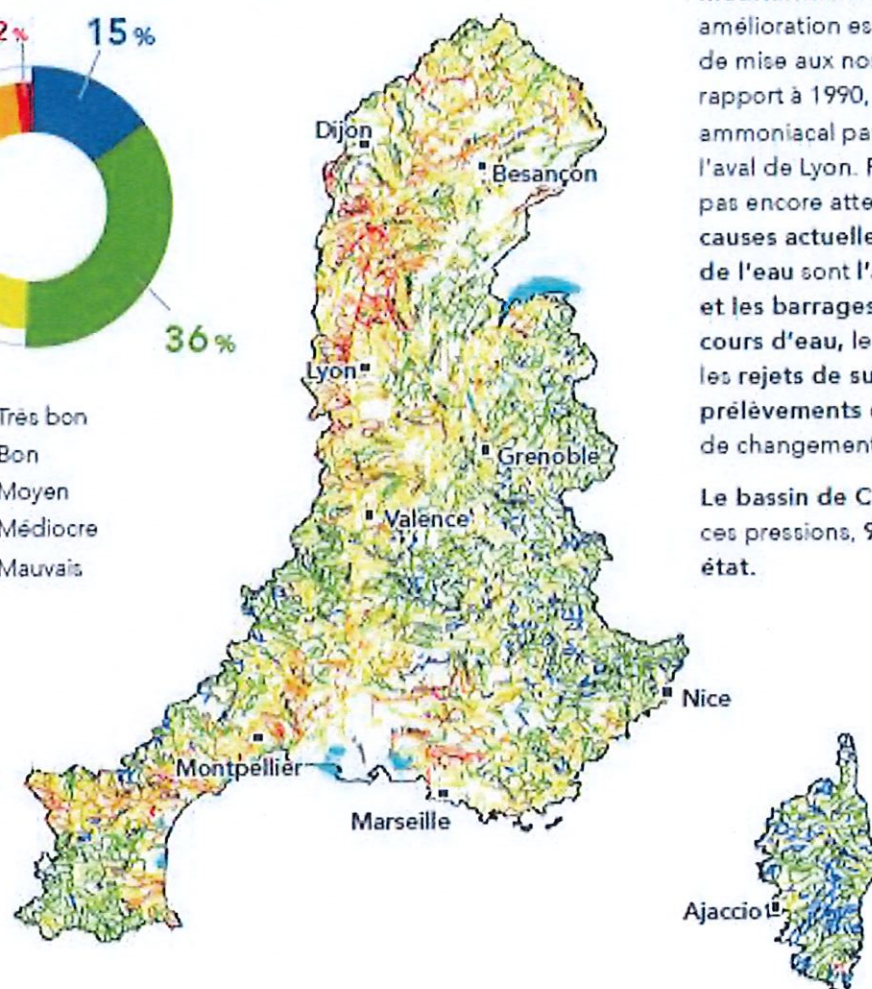 2%
15%
36%
Très bon
Bon
Moyen
Médiocre
Mauvais
Dijon
Besançon
Lyon
Grenoble
Valence
Nice
Montpellier
Marseille
Ajaccio
amélioration es
de mise aux nor
rapport à 1990,
ammoniacal pa
l'aval de Lyon.
pas encore atte
causes actuelle
de l'eau sont l'
et les barrages
cours d'eau, le
les rejets de su
prélèvements
de changement
Le bassin de C
ces pressions, 9
état.